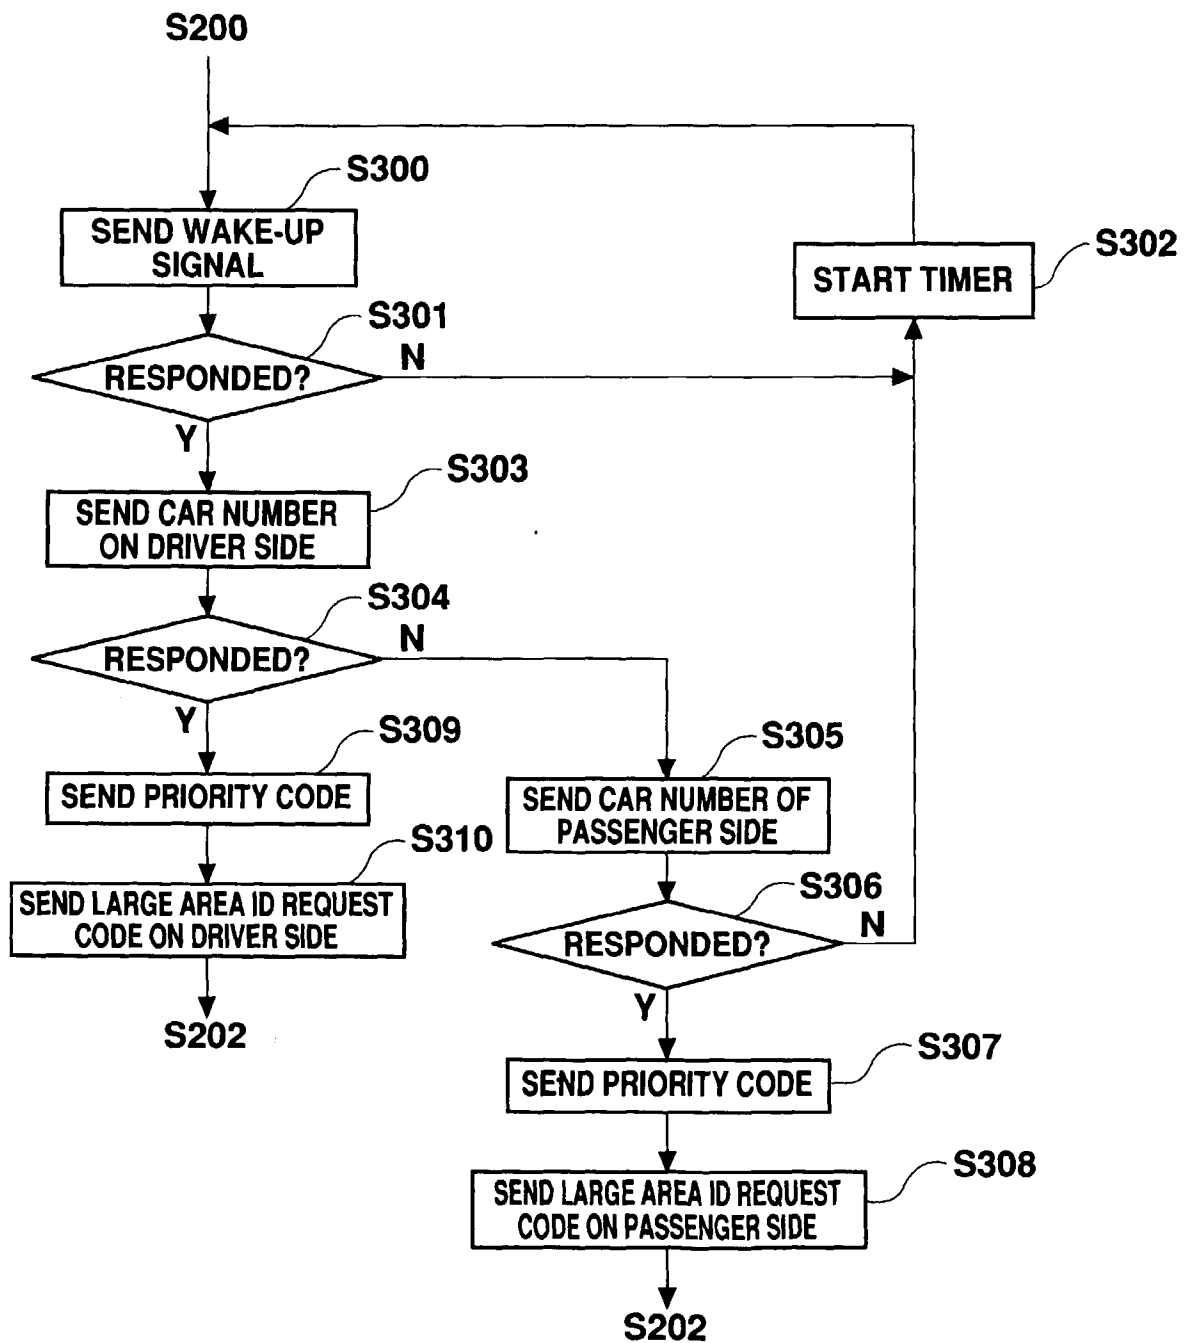 S200
S300
SEND WAKE-UP
SIGNAL
S302
START TIMER
S301
RESPONDED?
N
Y
S303
SEND CAR NUMBER
ON DRIVER SIDE
S304
RESPONDED?
N
Y
S309
SEND PRIORITY CODE
S305
SEND CAR NUMBER OF
PASSENGER SIDE
S310
SEND LARGE AREA ID REQUEST
CODE ON DRIVER SIDE
S202
S306
RESPONDED?
N
Y
S307
SEND PRIORITY CODE
S308
SEND LARGE AREA ID REQUEST
CODE ON PASSENGER SIDE
S202